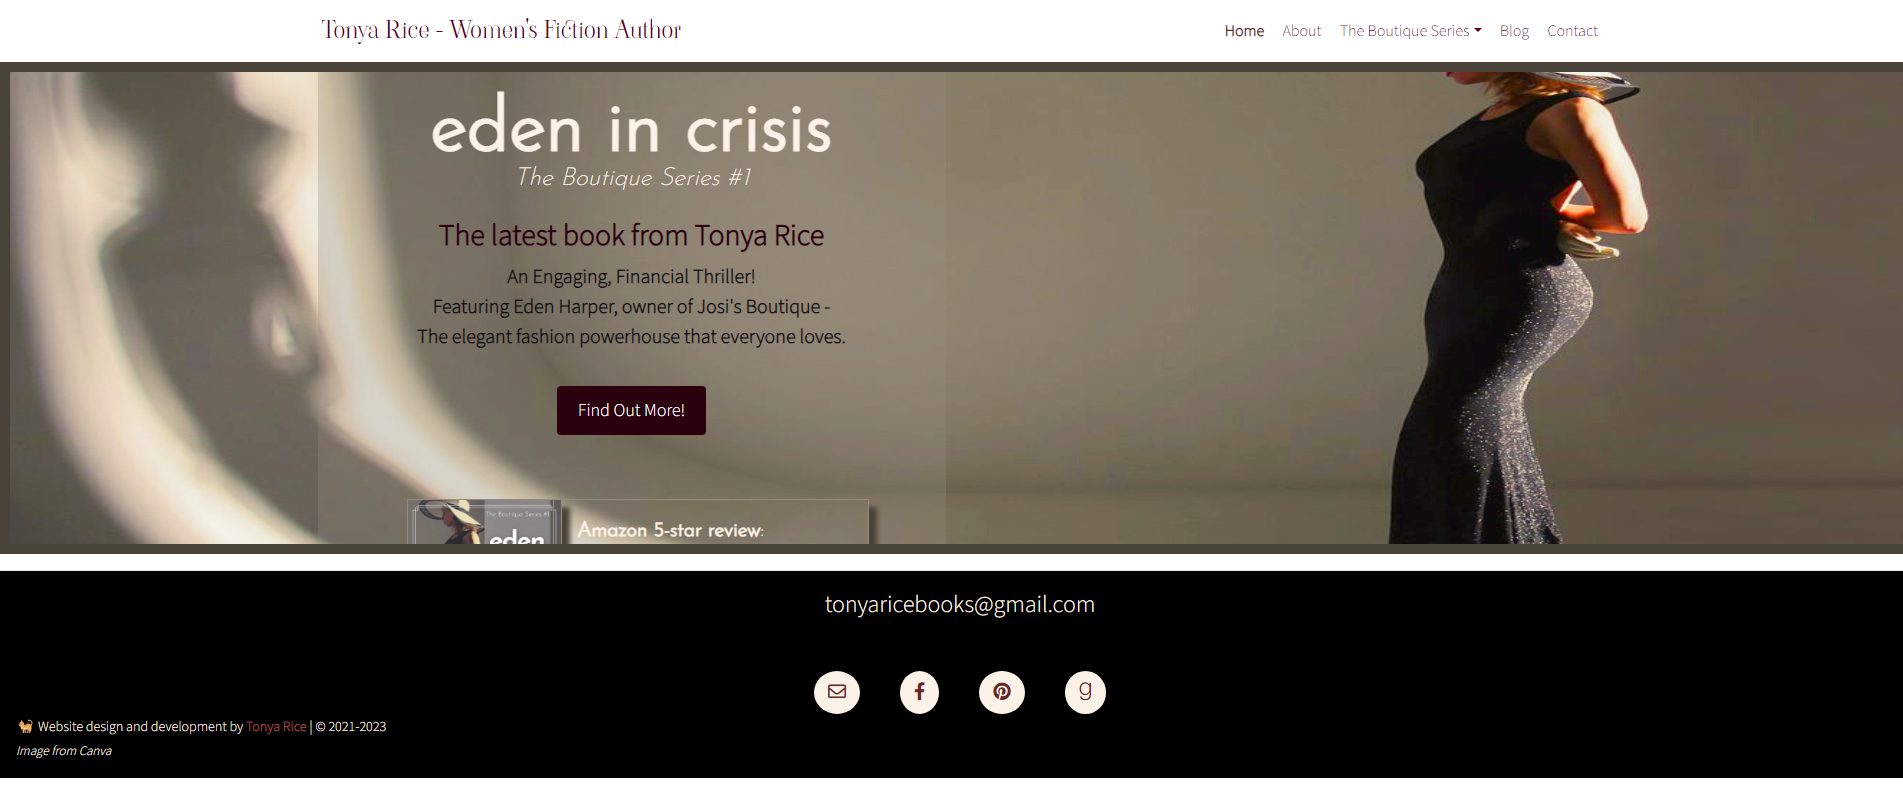 Tonya Rice - Women's Fiction Author
Home About The Boutique Series Blog Contact
eden in crisis
The Boutique Series #1
The latest book from Tonya Rice
An Engaging, Financial Thriller!
Featuring Eden Harper, owner of Josi's Boutique -
The elegant fashion powerhouse that everyone loves.
Find Out More!
The Boutique Series #1
eden
Amazon 5-star review:
tonyaricebooks@gmail.com
Website design and development by Tonya Rice | © 2021-2023
Image from Canva